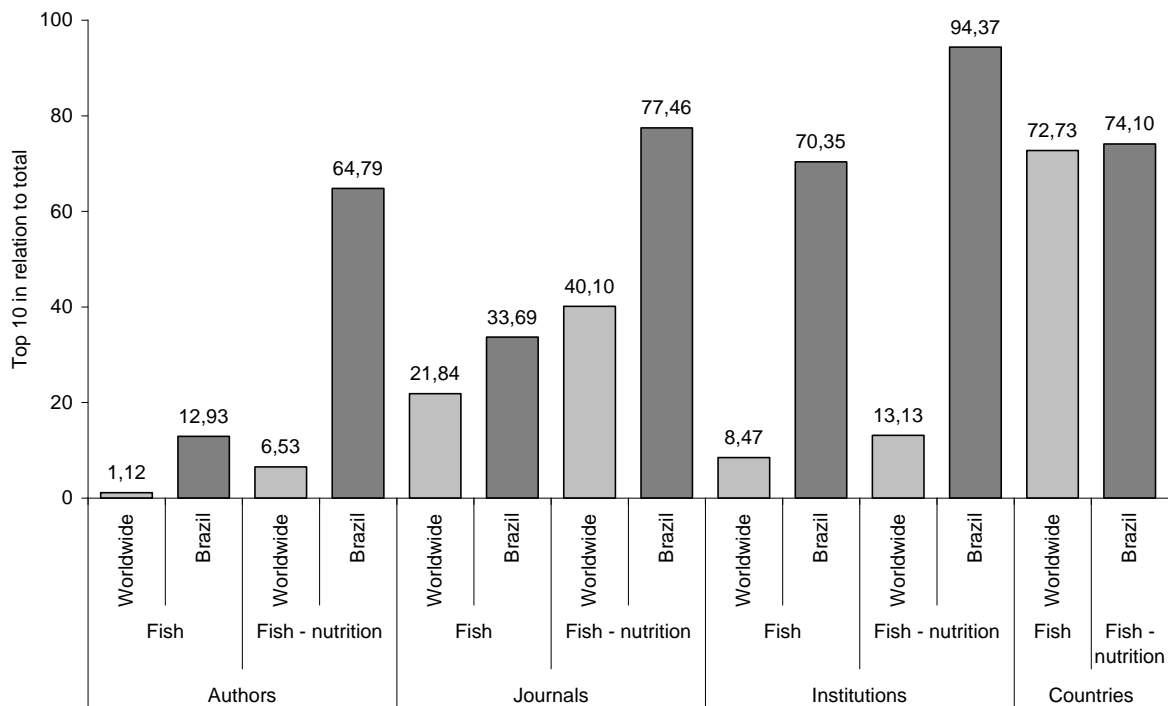 100
80
60
40
20
0
Top 10 in relation to total
1,12
12,93
6,53
64,79
21,84
33,69
40,10
77,46
8,47
70,35
13,13
94,37
72,73
74,10
Worldwide
Brazil
Worldwide
Brazil
Worldwide
Brazil
Worldwide
Brazil
Worldwide
Brazil
Worldwide
Brazil
Worldwide
Brazil
Fish
Fish - nutrition
Fish
Fish - nutrition
Fish
Fish - nutrition
Fish
Fish -
nutrition
Authors
Journals
Institutions
Countries